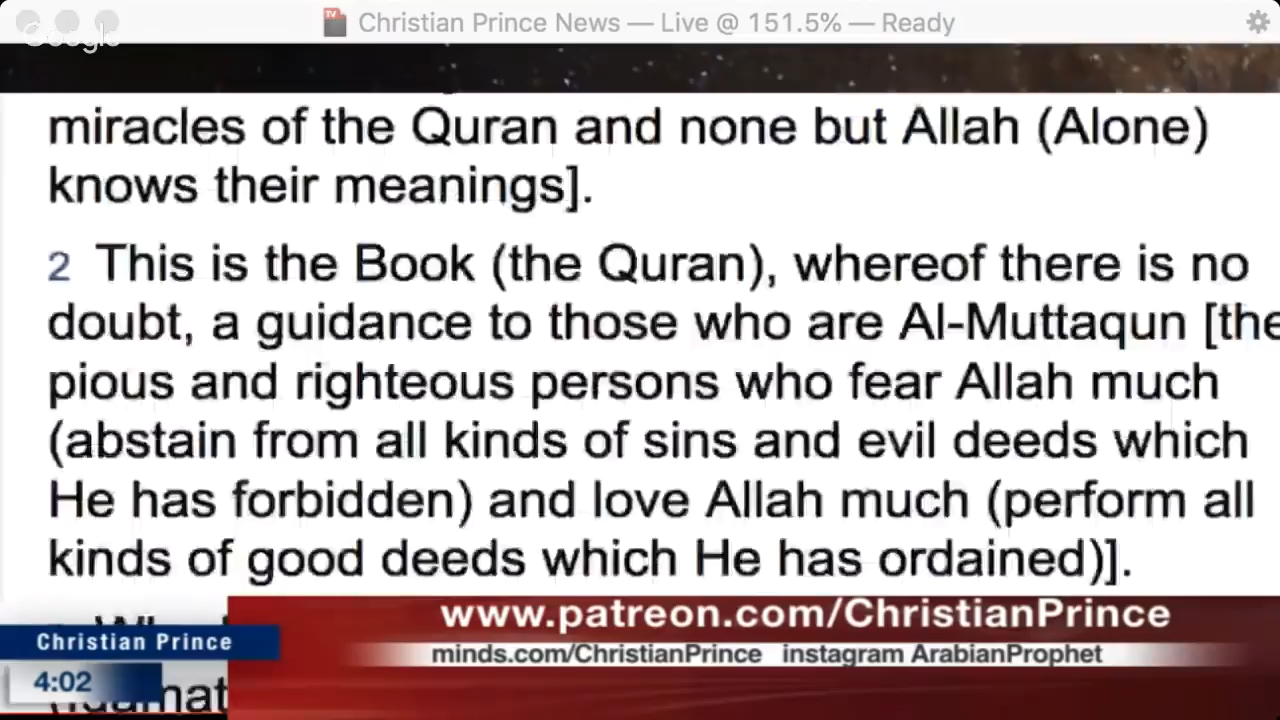 Christian Prince News — Live @ 151.5% — Ready
Google
miracles of the Quran and none but Allah (Alone)
knows their meanings].
2 This is the Book (the Quran), whereof there is no
doubt, a guidance to those who are Al-Muttaqun [the
pious and righteous persons who fear Allah much
(abstain from all kinds of sins and evil deeds which
He has forbidden) and love Allah much (perform all
kinds of good deeds which He has ordained)].
www.patreon.com/ChristianPrince
Christian Prince
minds.com/ChristianPrince instagram ArabianProphet
4:02